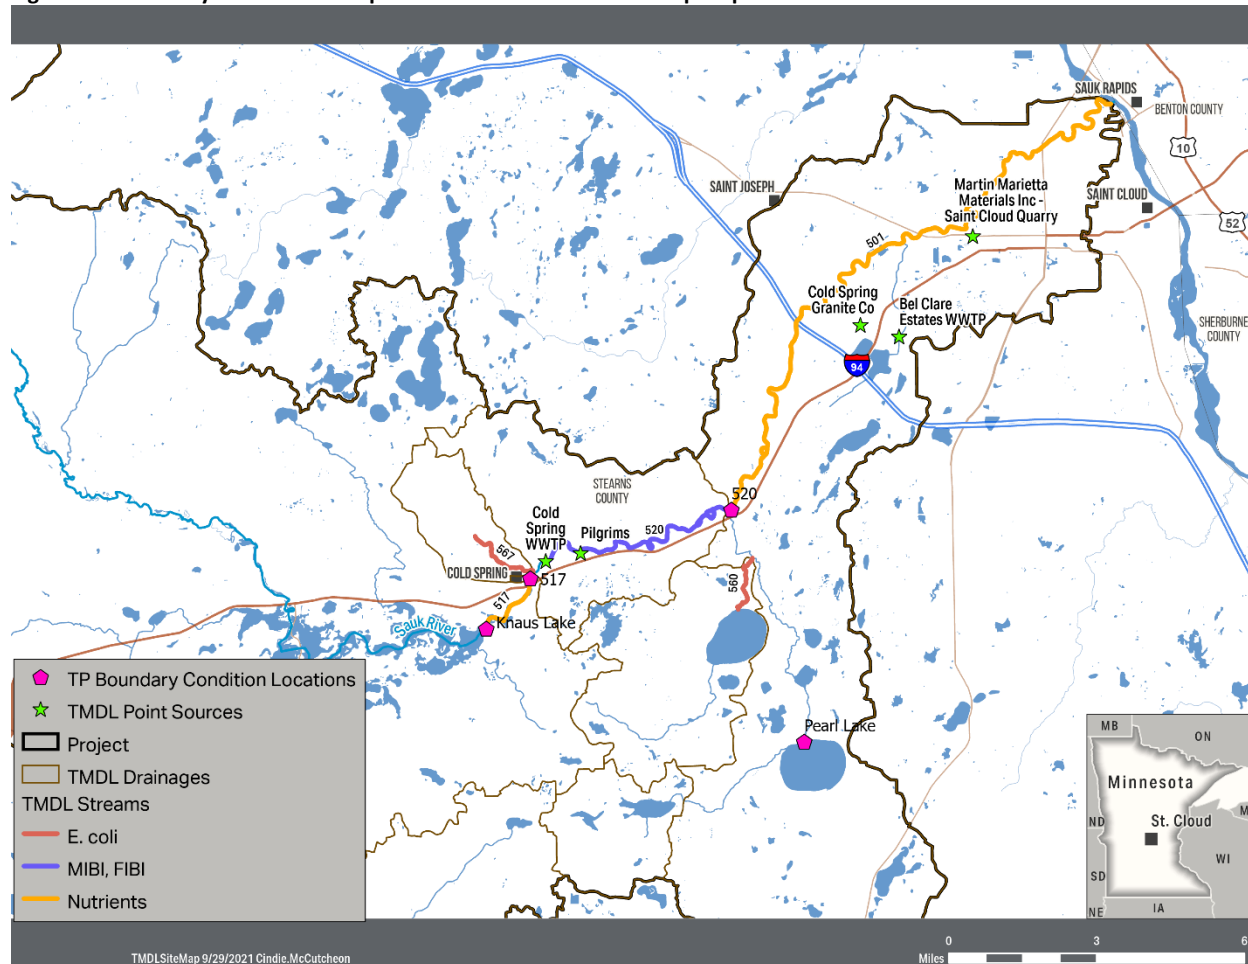 SAUK RAPIDS
BENTON COUNTY
10
SAINT JOSEPH
Martin Marietta
Materials Inc -
Saint Cloud Quarry
SAINT CLOUD
52
501
Cold Spring
Granite Co
Bel Clare
Estates WWTP
SHERBURNE
COUNTY
94
STEARNS
COUNTY
520
Cold
Spring
WWTP
Pilgrims
520
567
COLD SPRING
517
560
517
Knaus Lake
Sauk River
Pearl Lake
TP Boundary Condition Locations
TMDL Point Sources
Project
TMDL Drainages
TMDL Streams
E. coli
MIBI, FIBI
Nutrients
MB
ON
Minnesota
M
ND
St. Cloud
WI
SD
NE
IA
TMDLSiteMap 9/29/2021 Cindie.McCutcheon
0 3 6
Miles